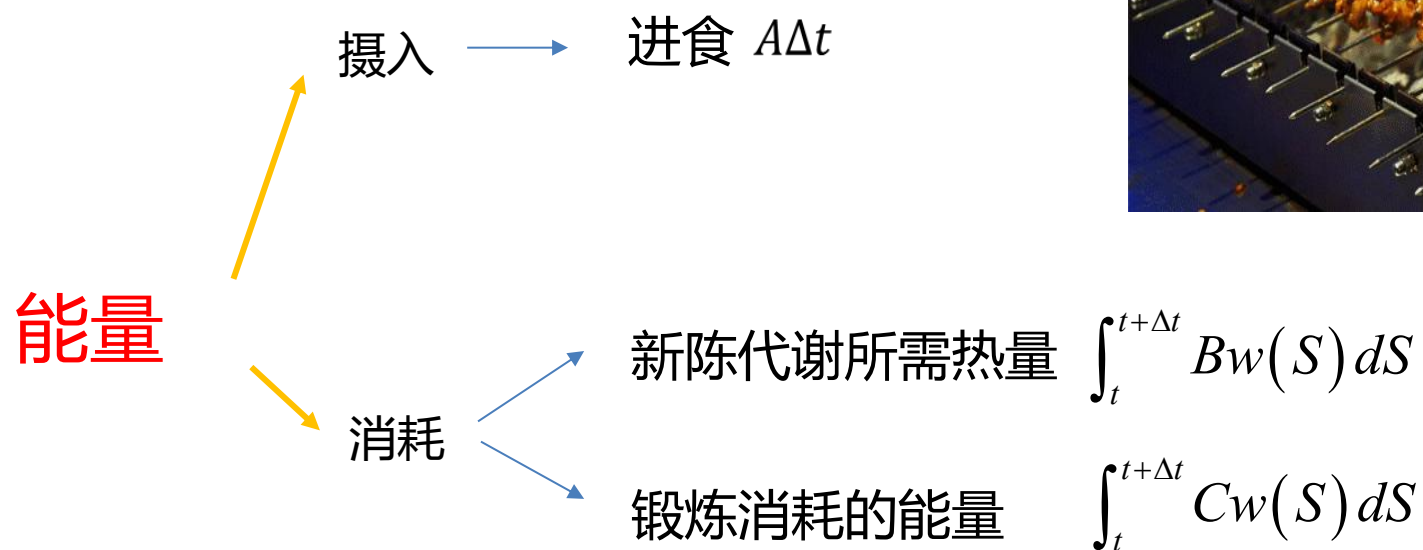 摄入
进食 AΔt
能量
新陈代谢所需热量 ∫_t^{t+Δt} Bw(S)dS
消耗
锻炼消耗的能量 ∫_t^{t+Δt} Cw(S)dS